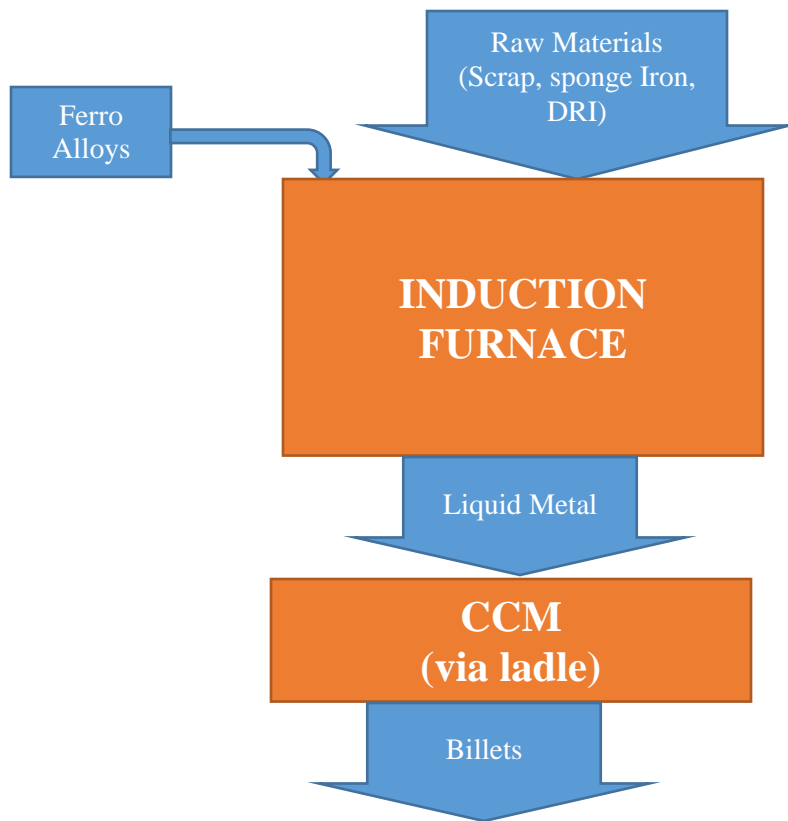 Raw Materials
(Scrap, sponge Iron,
DRI)
Ferro
Alloys
INDUCTION
FURNACE
Liquid Metal
CCM
(via ladle)
Billets